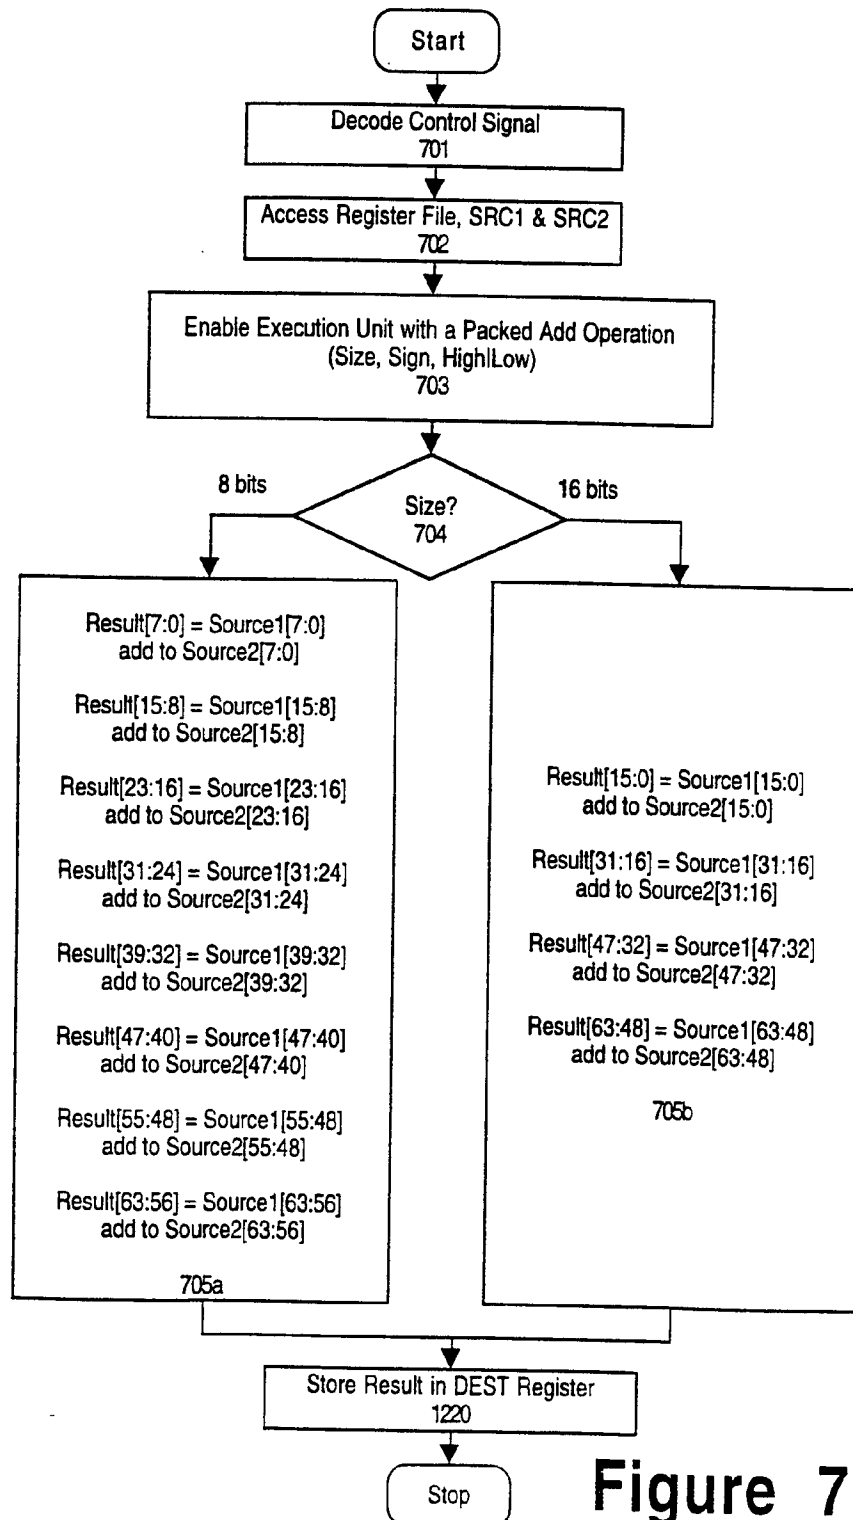 Start
Decode Control Signal
701
Access Register File, SRC1 & SRC2
702
Enable Execution Unit with a Packed Add Operation
(Size, Sign, High|Low)
703
8 bits
16 bits
Size?
704
Result[7:0] = Source1[7:0]
add to Source2[7:0]
Result[15:8] = Source1[15:8]
add to Source2[15:8]
Result[23:16] = Source1[23:16]
add to Source2[23:16]
Result[31:24] = Source1[31:24]
add to Source2[31:24]
Result[39:32] = Source1[39:32]
add to Source2[39:32]
Result[47:40] = Source1[47:40]
add to Source2[47:40]
Result[55:48] = Source1[55:48]
add to Source2[55:48]
Result[63:56] = Source1[63:56]
add to Source2[63:56]
705a
Result[15:0] = Source1[15:0]
add to Source2[15:0]
Result[31:16] = Source1[31:16]
add to Source2[31:16]
Result[47:32] = Source1[47:32]
add to Source2[47:32]
Result[63:48] = Source1[63:48]
add to Source2[63:48]
705b
Store Result in DEST Register
1220
Stop
Figure 7